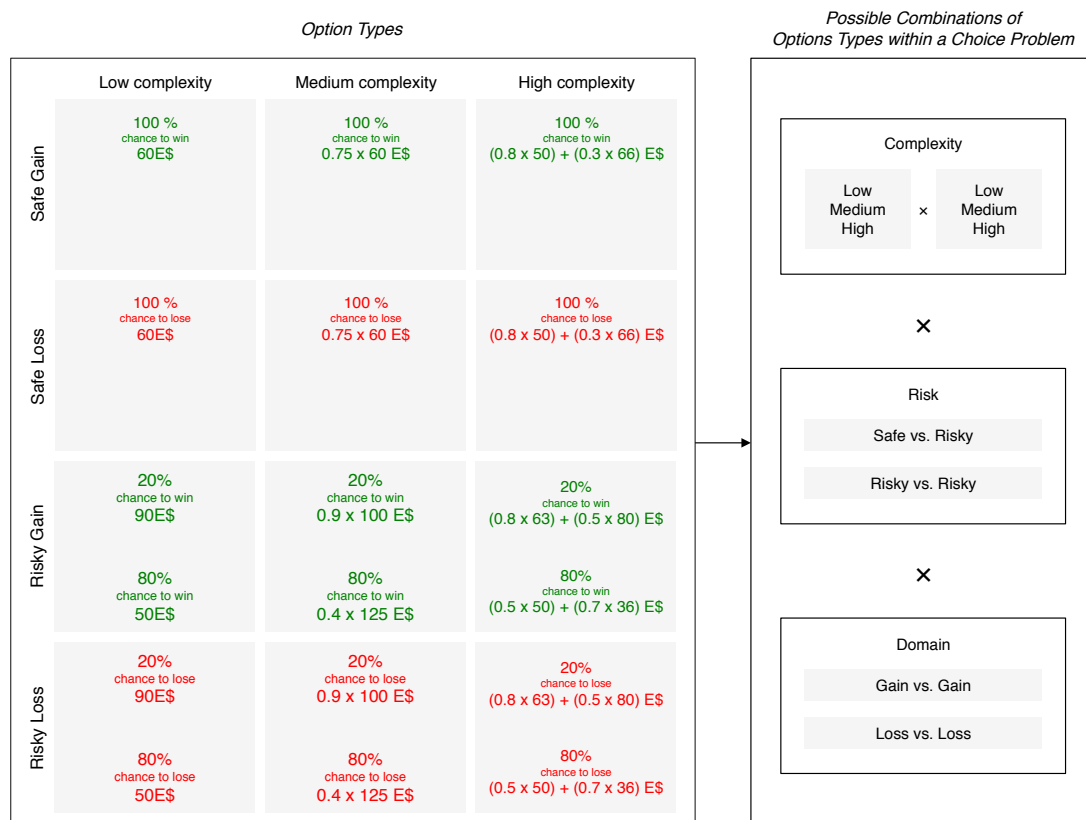 Option Types
Possible Combinations of
Options Types within a Choice Problem
Low complexity
Medium complexity
High complexity
Safe Gain
100 %
chance to win
60E$
100 %
chance to win
0.75 x 60 E$
100 %
chance to win
(0.8 x 50) + (0.3 x 66) E$
Safe Loss
100 %
chance to lose
60E$
100 %
chance to lose
0.75 x 60 E$
100 %
chance to lose
(0.8 x 50) + (0.3 x 66) E$
Risky Gain
20%
chance to win
90E$
80%
chance to win
50E$
20%
chance to win
0.9 x 100 E$
80%
chance to win
0.4 x 125 E$
20%
chance to win
(0.8 x 63) + (0.5 x 80) E$
80%
chance to win
(0.5 x 50) + (0.7 x 36) E$
Risky Loss
20%
chance to lose
90E$
80%
chance to lose
50E$
20%
chance to lose
0.9 x 100 E$
80%
chance to lose
0.4 x 125 E$
20%
chance to lose
(0.8 x 63) + (0.5 x 80) E$
80%
chance to lose
(0.5 x 50) + (0.7 x 36) E$
Complexity
Low
Medium
High
×
Low
Medium
High
×
Risk
Safe vs. Risky
Risky vs. Risky
×
Domain
Gain vs. Gain
Loss vs. Loss